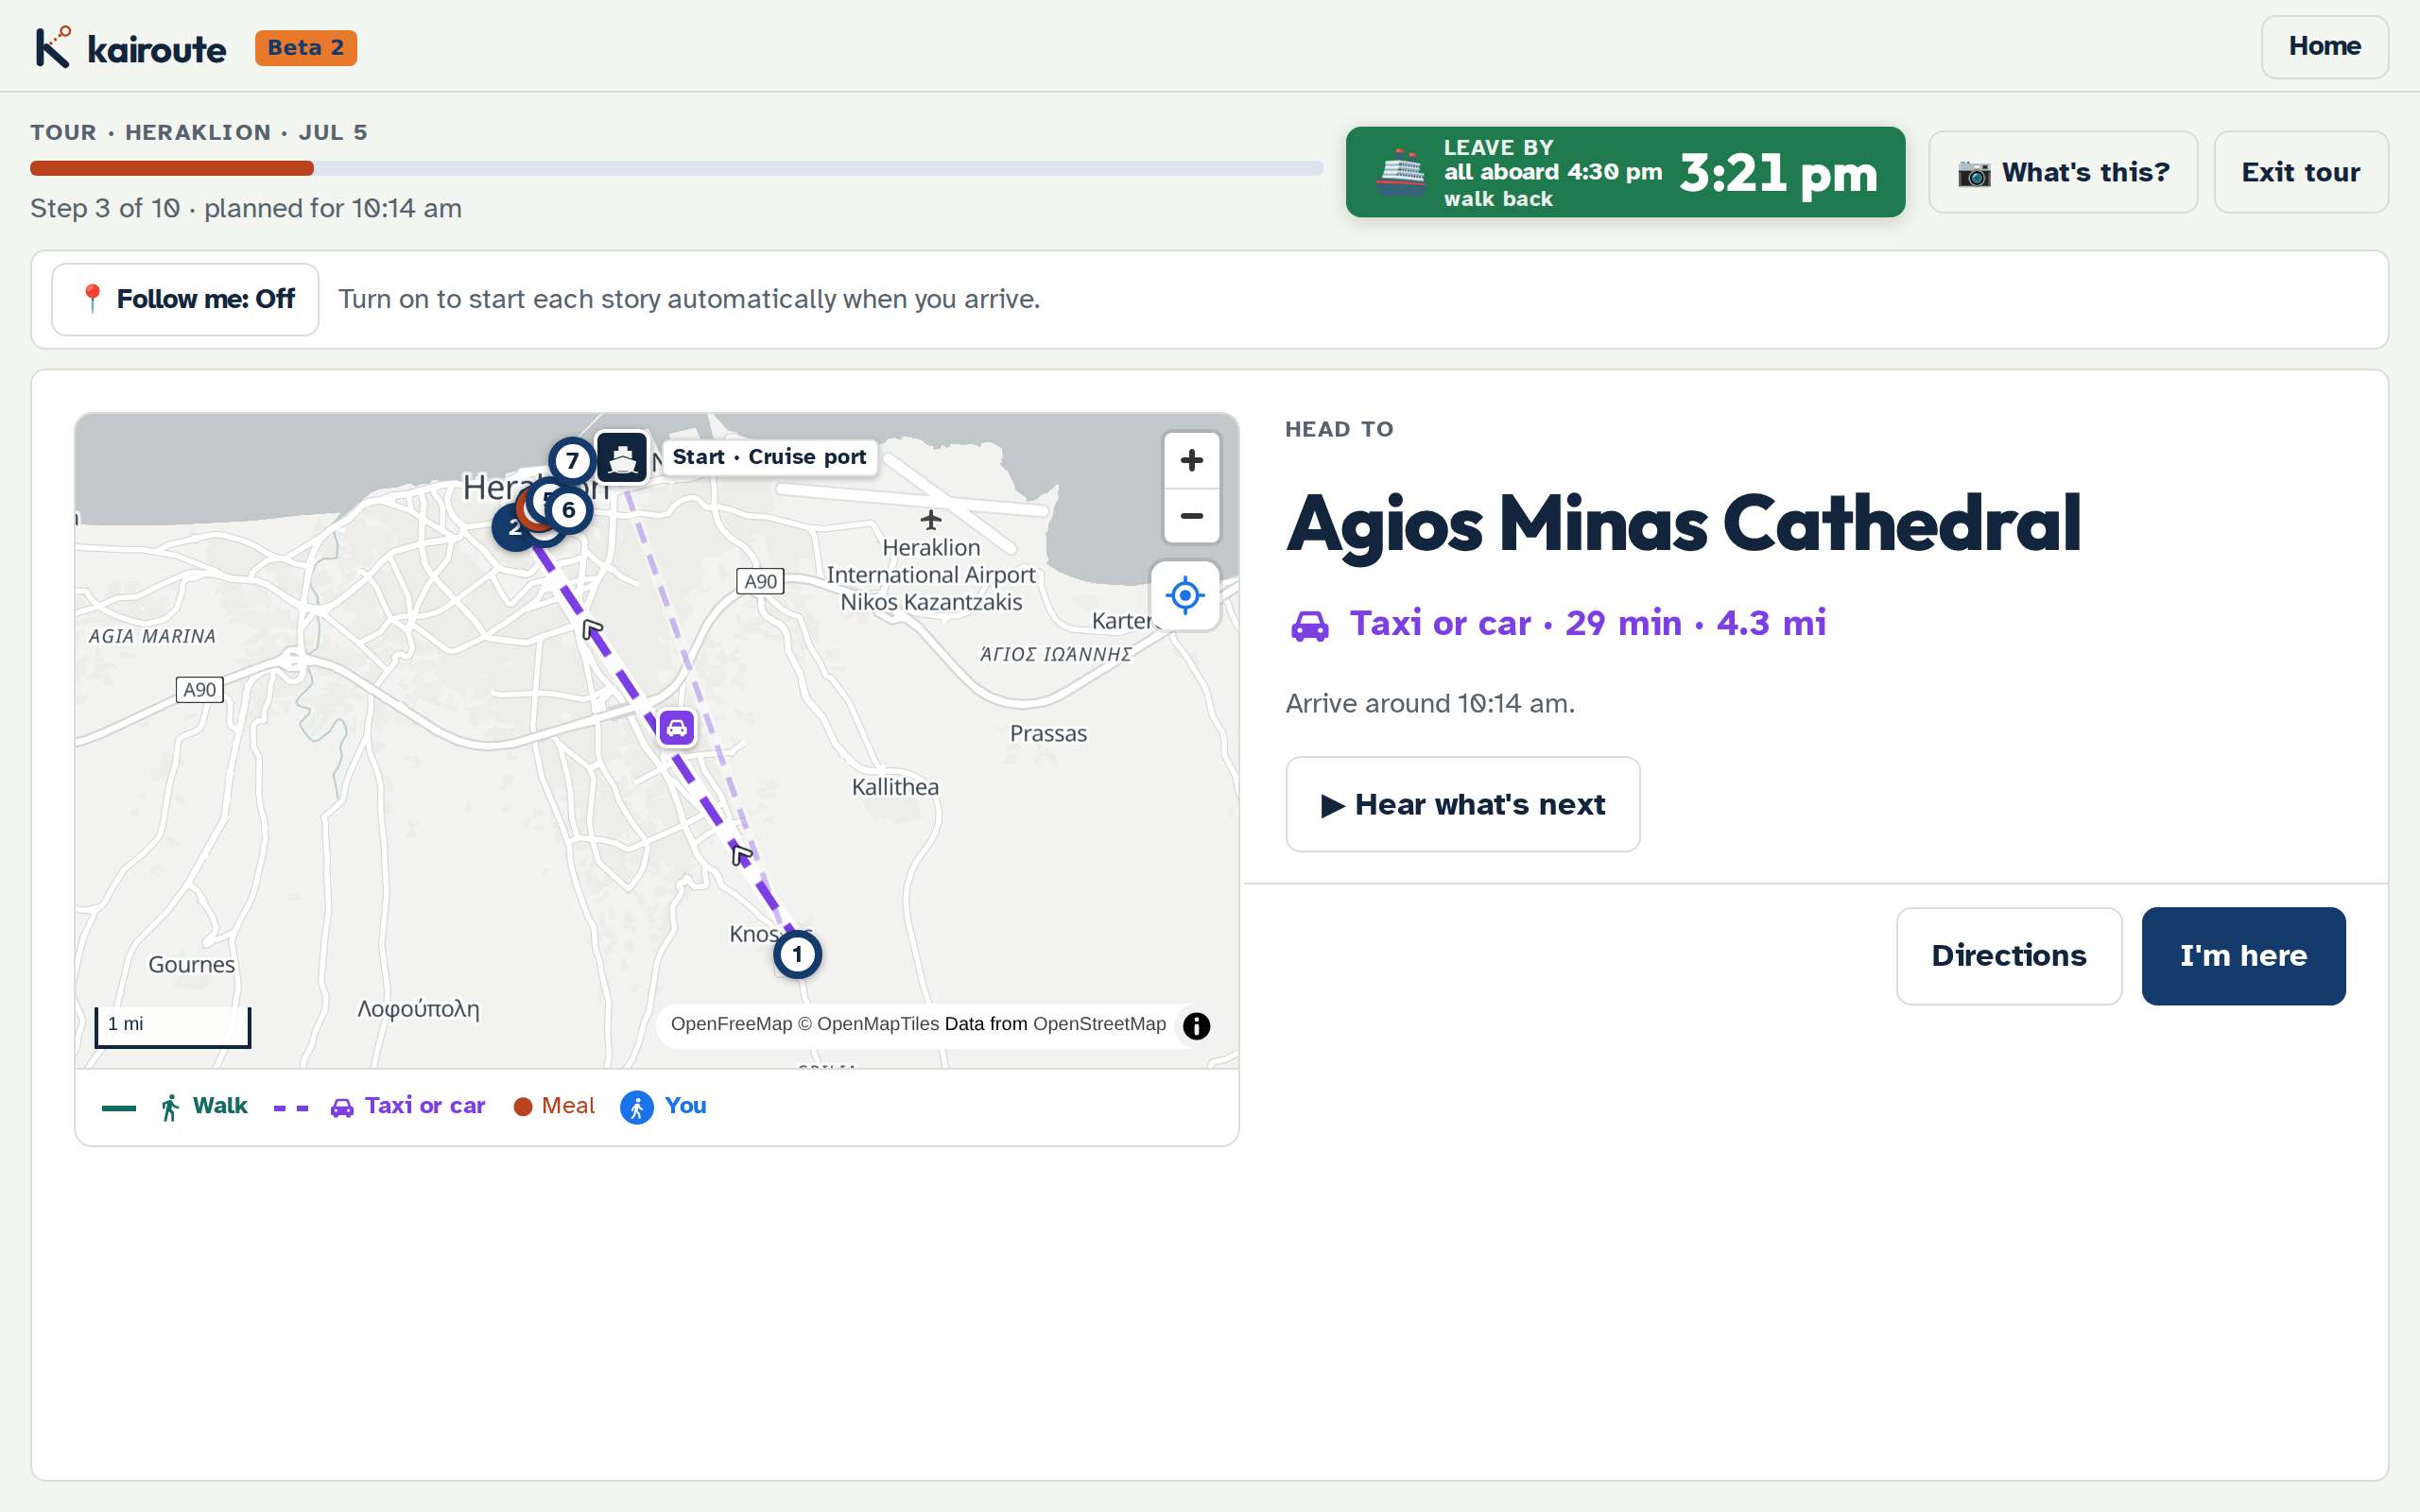 kairoute
Beta 2
Home
TOUR · HERAKLION · JUL 5
Step 3 of 10 · planned for 10:14 am
LEAVE BY
all aboard 4:30 pm
walk back
3:21 pm
What's this?
Exit tour
Follow me: Off
Turn on to start each story automatically when you arrive.
7
Start · Cruise port
6
2
Heraklion
International Airport
Nikos Kazantzakis
A90
AGIA MARINA
ΆΓΙΟΣ ΙΩΆΝΝΗΣ
A90
Prassas
Kallithea
1
Gournes
Λοφούπολη
1 mi
OpenFreeMap © OpenMapTiles Data from OpenStreetMap
Walk
Taxi or car
Meal
You
HEAD TO
Agios Minas Cathedral
Taxi or car · 29 min · 4.3 mi
Arrive around 10:14 am.
▶ Hear what's next
Directions
I'm here